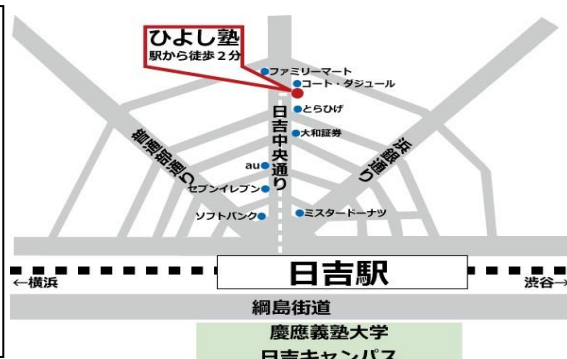 ひよし塾
駅から徒歩２分
ファミリーマート
コート・ダジュール
とらひげ
大和証券
日吉中央通り
普通部通り
浜銀通り
au
セブンイレブン
ソフトバンク
ミスタードーナツ
日吉駅
←横浜
渋谷→
綱島街道
慶應義塾大学
日吉キャンパス